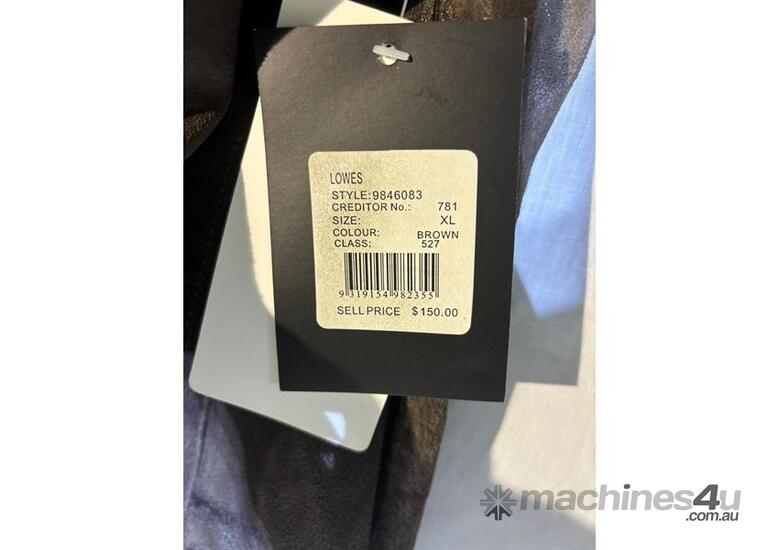 LOWES
STYLE:9846083
CREDITOR No.: 781
SIZE: XL
COLOUR: BROWN
CLASS: 527
9 319154 982355
SELL PRICE $150.00
machines4u
.com.au